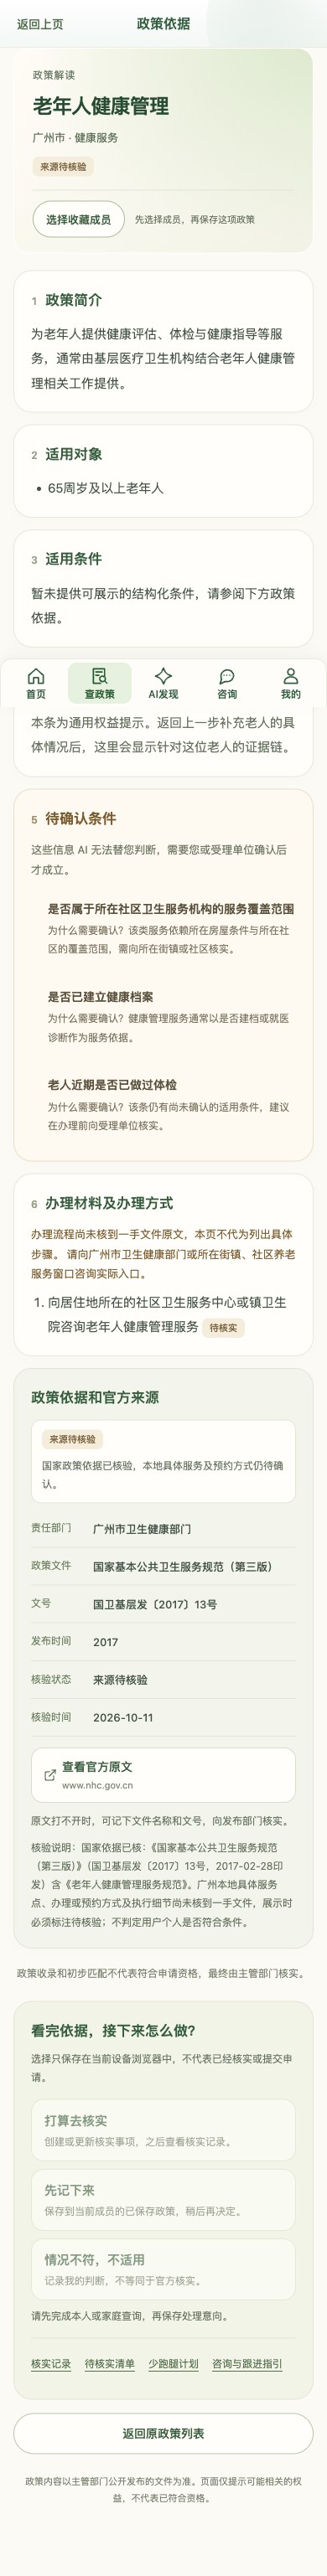 返回上页
政策依据
政策解读
老年人健康管理
广州市 · 健康服务
来源待核验
选择收藏成员
先选择成员，再保存这项政策
1 政策简介
为老年人提供健康评估、体检与健康指导等服
务，通常由基层医疗卫生机构结合老年人健康管
理相关工作提供。
2 适用对象
• 65周岁及以上老年人
3 适用条件
暂未提供可展示的结构化条件，请参阅下方政策
依据。
首页 查政策 AI发现 咨询 我的
本条为通用权益提示。返回上一步补充老人的具
体情况后，这里会显示针对这位老人的证据链。
5 待确认条件
这些信息 AI 无法替您判断，需要您或受理单位确认后
才成立。
是否属于所在社区卫生服务机构的服务覆盖范围
为什么需要确认？该类服务依赖所在房屋条件与所在社
区的覆盖范围，需向所在街镇或社区核实。
是否已建立健康档案
为什么需要确认？健康管理服务通常以是否建档或就医
诊断作为服务依据。
老人近期是否已做过体检
为什么需要确认？该条仍有尚未确认的适用条件，建议
在办理前向受理单位核实。
6 办理材料及办理方式
办理流程尚未核到一手文件原文，本页不代为列出具体
步骤。 请向广州市卫生健康部门或所在街镇、社区养老
服务窗口咨询实际入口。
1. 向居住地所在的社区卫生服务中心或镇卫生
院咨询老年人健康管理服务 待核实
政策依据和官方来源
来源待核验
国家政策依据已核验，本地具体服务及预约方式仍待确
认。
责任部门 广州市卫生健康部门
政策文件 国家基本公共卫生服务规范（第三版）
文号 国卫基层发〔2017〕13号
发布时间 2017
核验状态 来源待核验
核验时间 2026-10-11
查看官方原文
www.nhc.gov.cn
原文打不开时，可记下文件名称和文号，向发布部门核实。
核验说明：国家依据已核：《国家基本公共卫生服务规范
（第三版）》（国卫基层发〔2017〕13号，2017-02-28印
发）含《老年人健康管理服务规范》。广州本地具体服务
点、办理或预约方式及执行细节尚未核到一手文件，展示时
必须标注待核验；不判定用户个人是否符合条件。
政策收录和初步匹配不代表符合申请资格，最终由主管部门核实。
看完依据，接下来怎么做？
选择只保存在当前设备浏览器中，不代表已经核实或提交申
请。
打算去核实
创建或更新核实事项，之后查看核实记录。
先记下来
保存到当前成员的已保存政策，稍后再决定。
情况不符，不适用
记录我的判断，不等同于官方核实。
请先完成本人或家庭查询，再保存处理意向。
核实记录 待核实清单 少跑腿计划 咨询与跟进指引
返回原政策列表
政策内容以主管部门公开发布的文件为准。页面仅提示可能相关的权
益，不代表已符合资格。